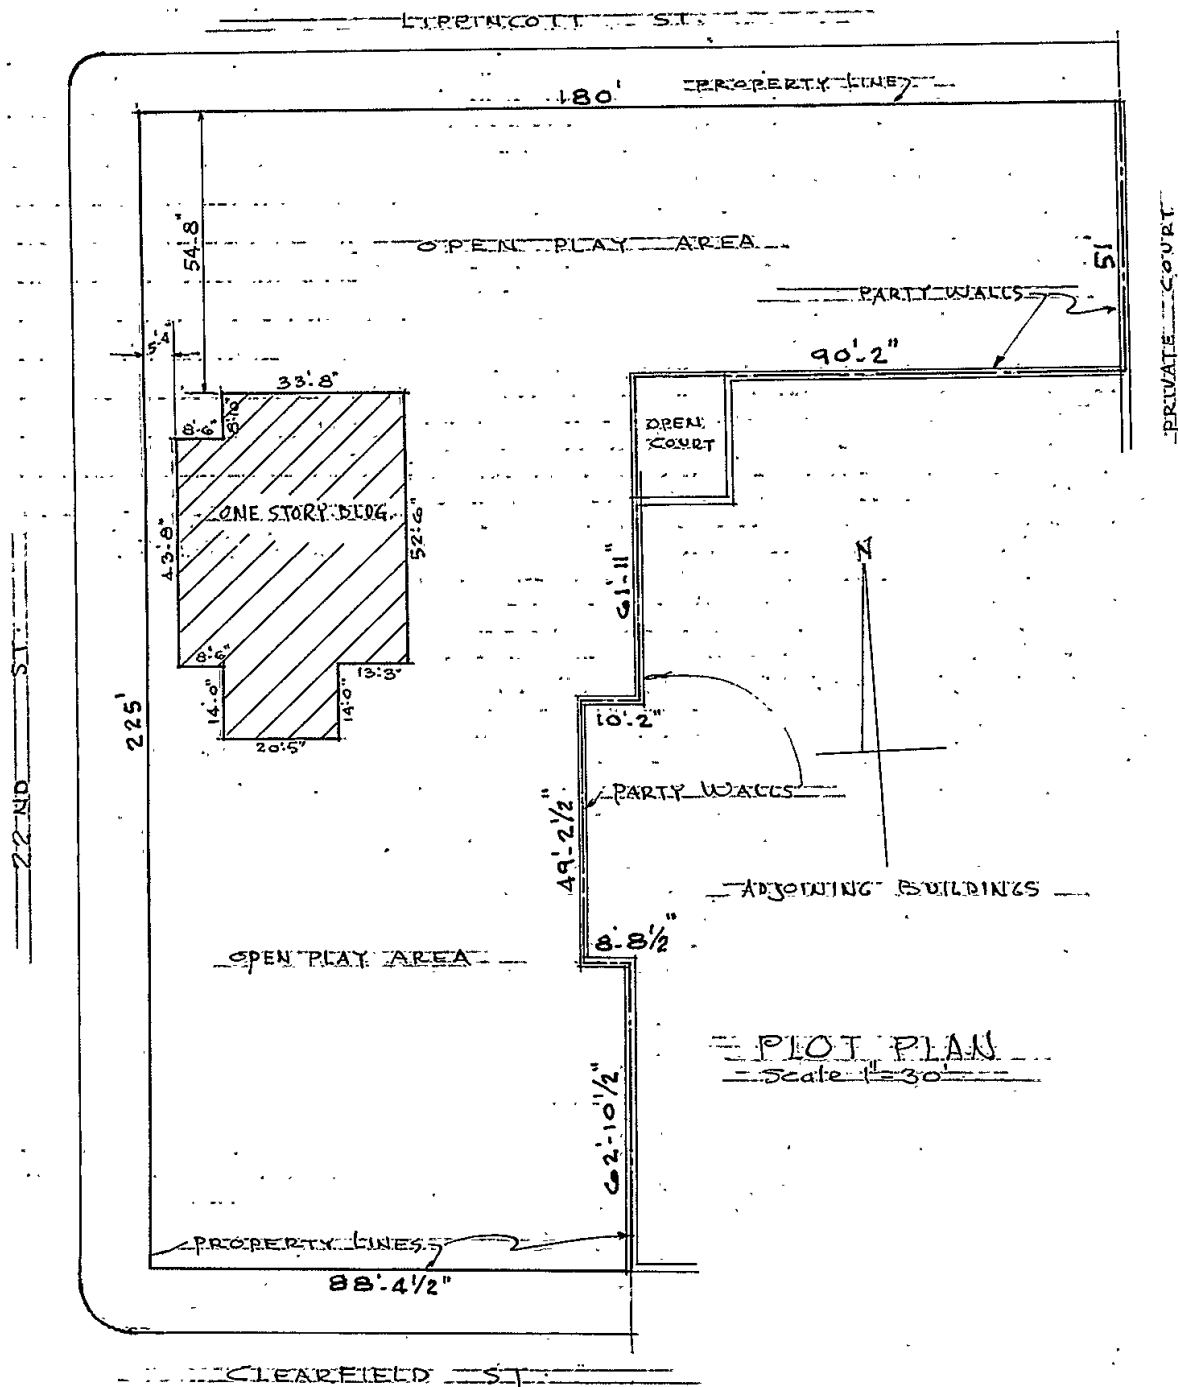 LIPPINCOTT ST.
PROPERTY LINE
180'
54'-8"
OPEN PLAY AREA
51'
PRIVATE COURT
PARTY WALLS
5'-4"
90'-2"
33'-8"
8'-6"
8'-10"
OPEN
COURT
ONE STORY BLDG.
43'-8"
52'-6"
N
61'-11"
8'-6"
13'-3"
14'-0"
14'-0"
20'-5"
10'-2"
225'
22 ND ST.
PARTY WALLS
49'-2 1/2"
ADJOINING BUILDINGS
8'-8 1/2"
OPEN PLAY AREA
PLOT PLAN
Scale 1"=30'
62'-10 1/2"
PROPERTY LINES
88'-4 1/2"
CLEARFIELD ST.